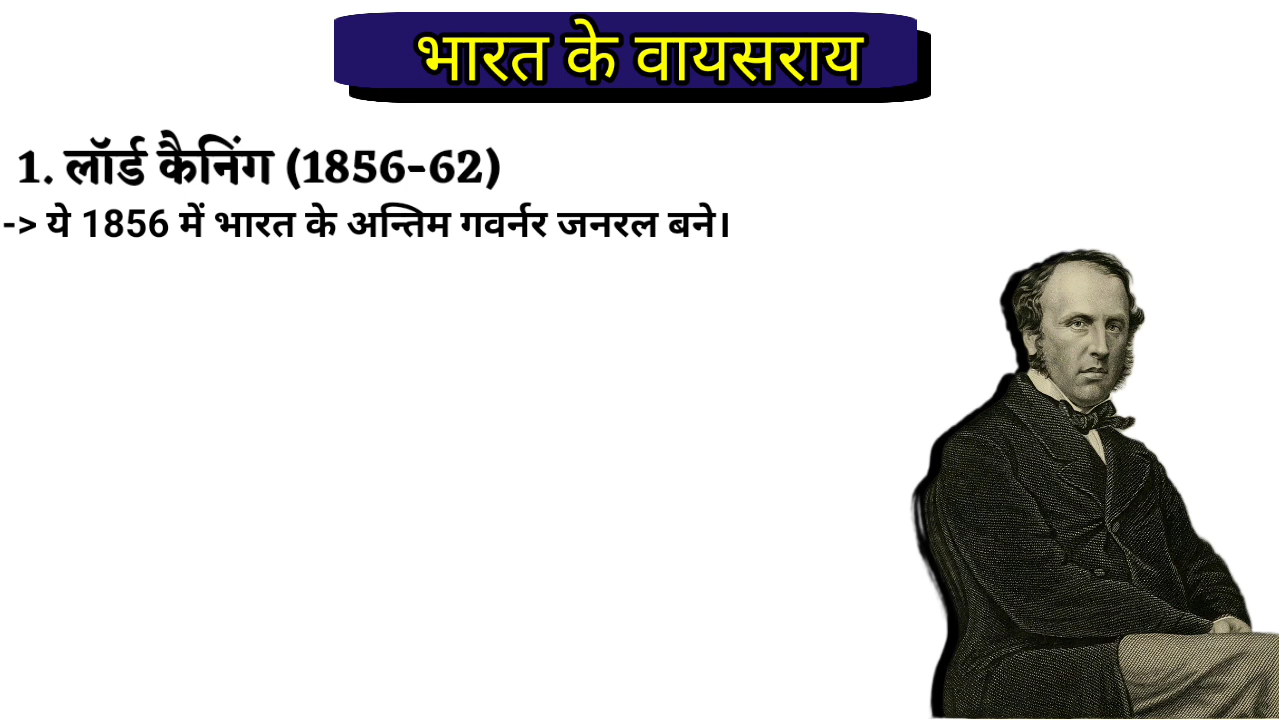 भारत के वायसराय
1. लॉर्ड कैनिंग (1856-62)
-> ये 1856 में भारत के अन्तिम गवर्नर जनरल बने।